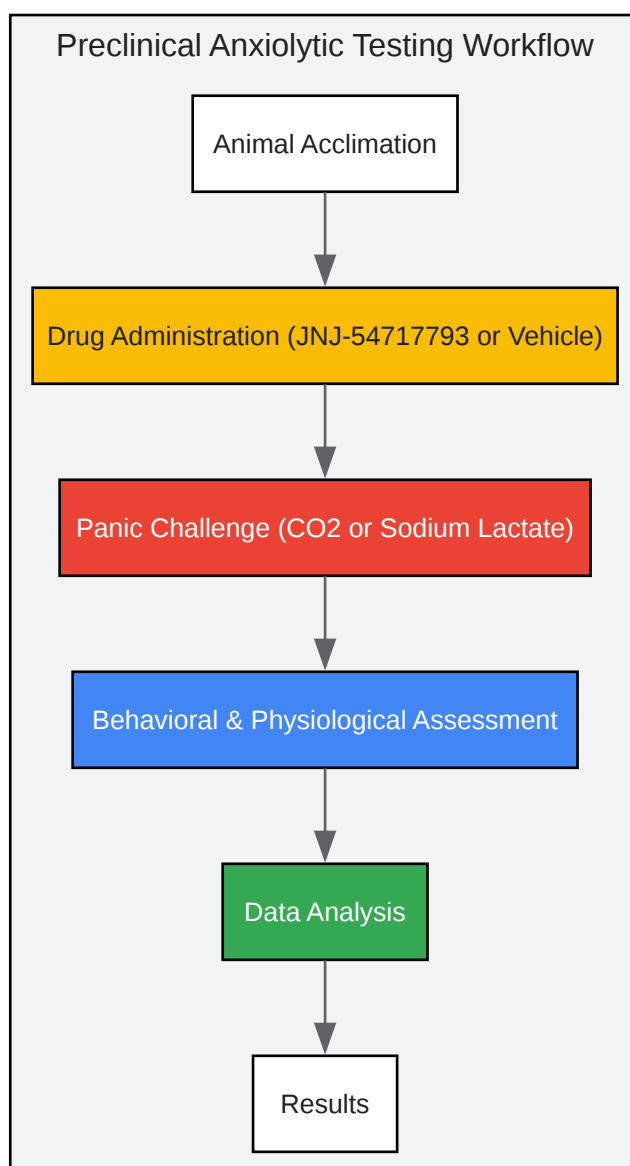 Preclinical Anxiolytic Testing Workflow
Animal Acclimation
Drug Administration (JNJ-54717793 or Vehicle)
Panic Challenge (CO2 or Sodium Lactate)
Behavioral & Physiological Assessment
Data Analysis
Results